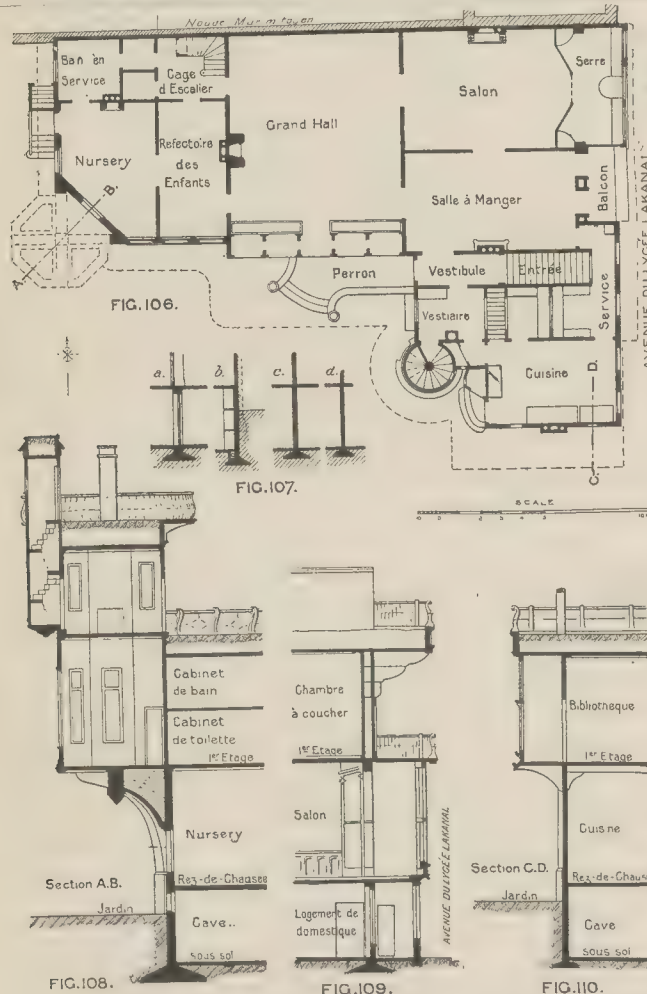 Noue Murmitoyen
Ban en
Service
Cage
d'Escalier
Grand Hall
Salon
Serre
Nursery
Refectoire
des
Enfants
Salle à Manger
Balcon
AVENUE DU LYCÉE LAKANAL
B.
A.
FIG.106.
Perron
Vestibule
Entrée
Service
Vestiaire
Cuisine
D.
C.
a.
b.
c.
d.
FIG.107.
SCALE
Cabinet
de bain
Cabinet
de toilette
1er Etage
Nursery
Rez-de-Chausee
Section A.B.
Jardin
Cave..
sous sol
FIG.108.
Chambre
à coucher
1er Etage
Salon
Logement de
domestique
AVENUE DU LYCÉE LAKANAL
FIG.109.
Bibliotheque
1er Etage
Cuisine
Section C.D.
Rez-de-Chaus
Jardin
Cave
sous sol
FIG.110.